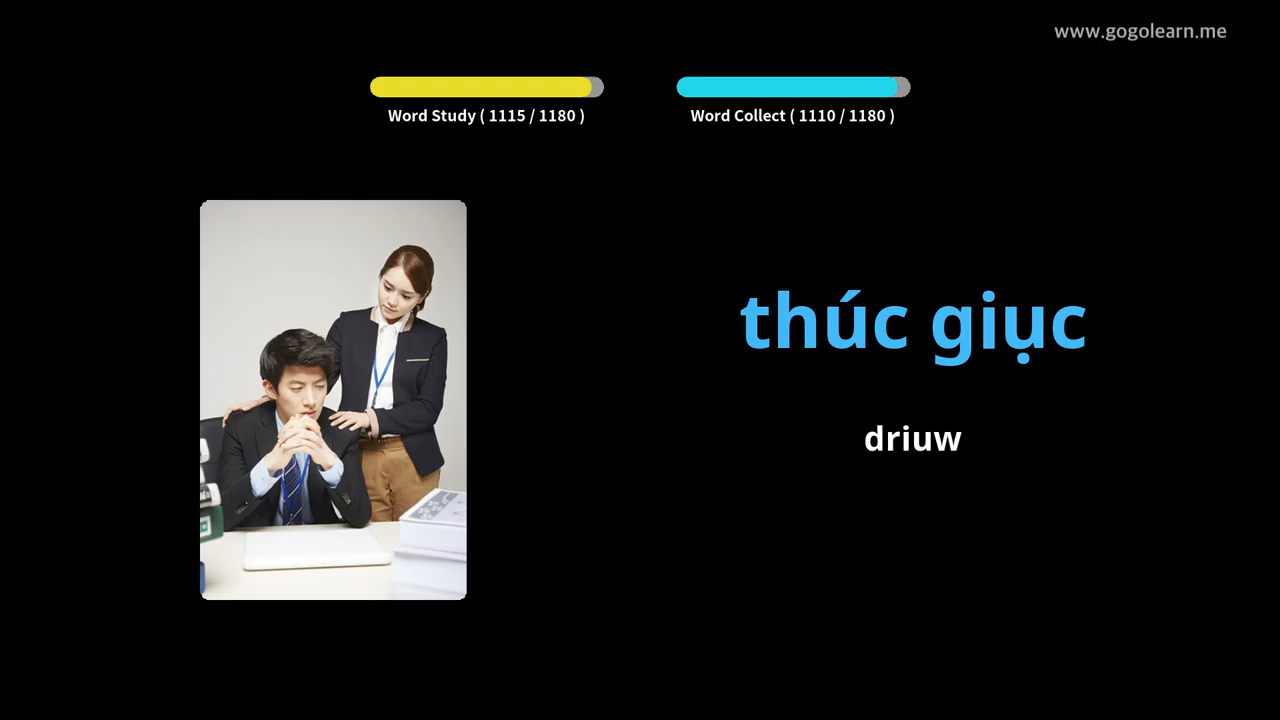 www.gogolearn.me
Word Study ( 1115 / 1180 )
Word Collect ( 1110 / 1180 )
thúc giục
driuw